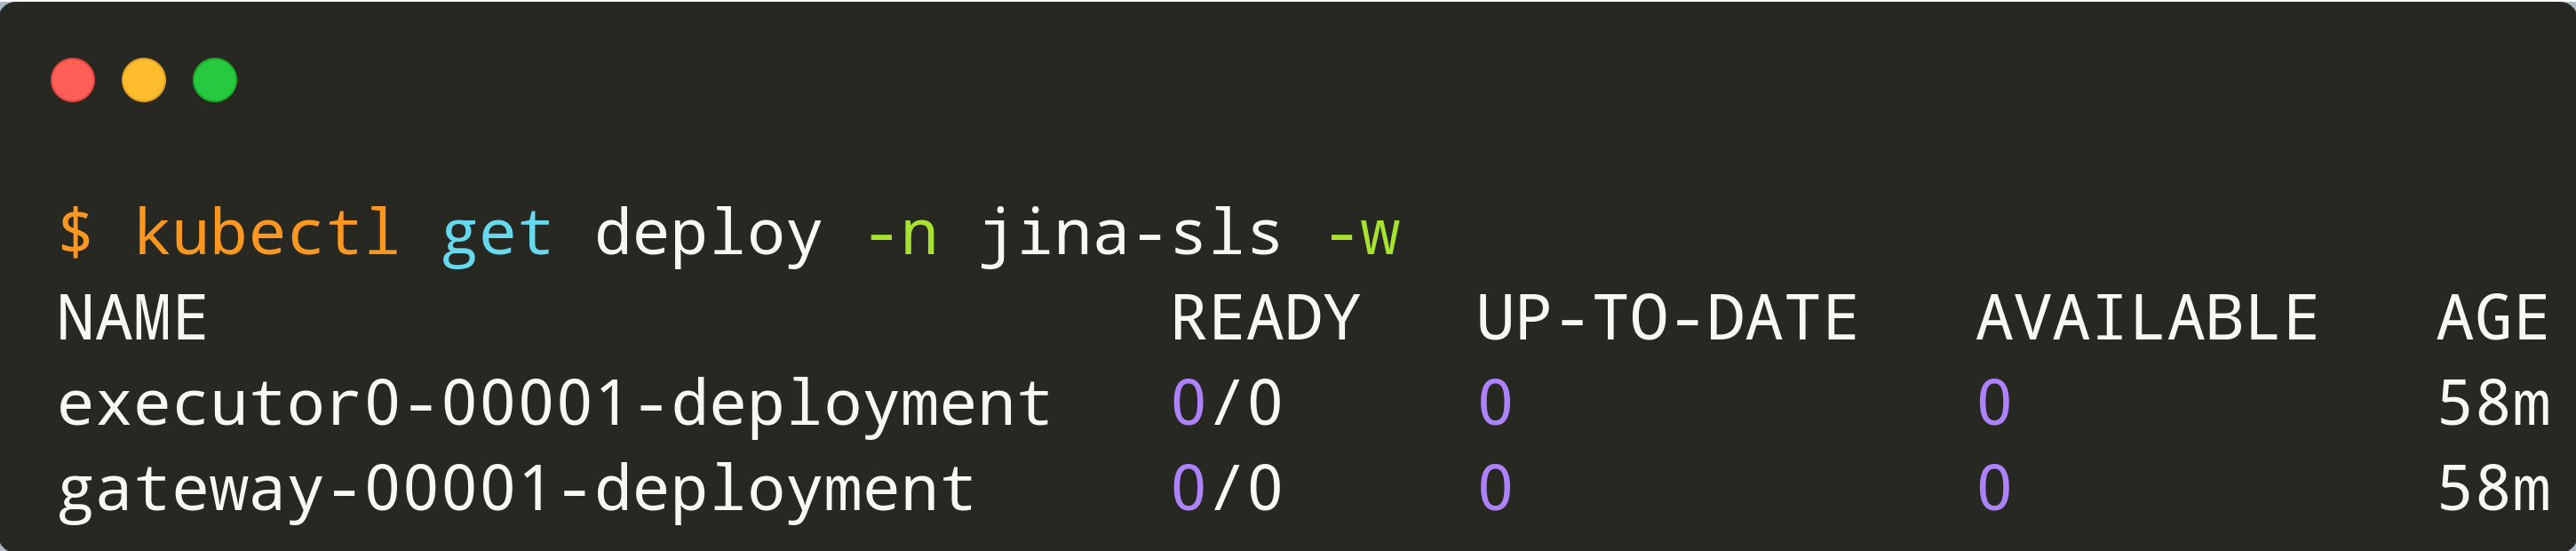 $ kubectl get deploy -n jina-sls -w
NAME READY UP-TO-DATE AVAILABLE AGE
executor0-00001-deployment 0/0 0 0 58m
gateway-00001-deployment 0/0 0 0 58m